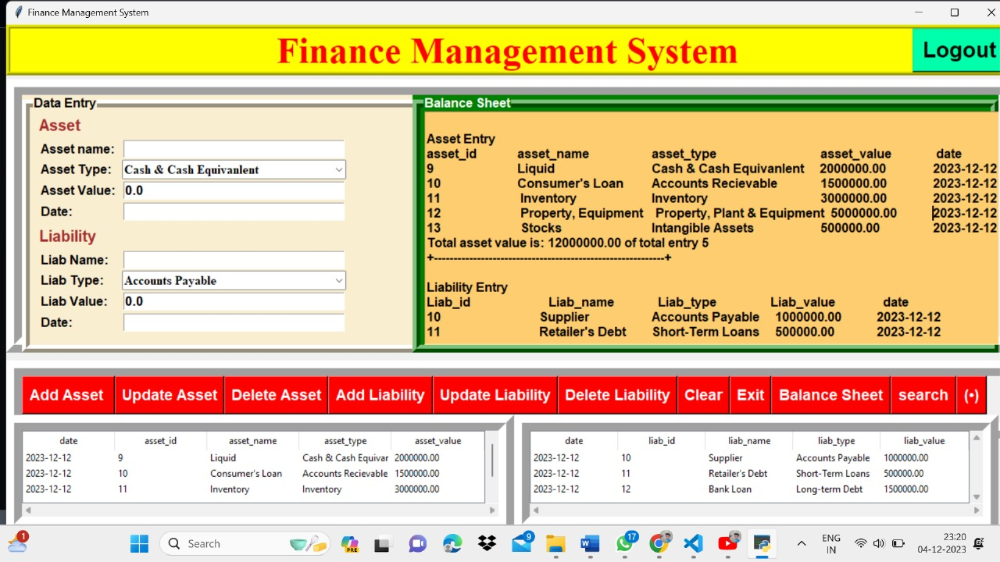 Finance Management System
Finance Management System
Logout
Data Entry
Asset
Asset name:
Asset Type: Cash & Cash Equivanlent
Asset Value: 0.0
Date:
Liability
Liab Name:
Liab Type: Accounts Payable
Liab Value: 0.0
Date:
Balance Sheet
Asset Entry
asset_id asset_name asset_type asset_value date
9 Liquid Cash & Cash Equivanlent 2000000.00 2023-12-12
10 Consumer's Loan Accounts Recievable 1500000.00 2023-12-12
11 Inventory Inventory 3000000.00 2023-12-12
12 Property, Equipment Property, Plant & Equipment 5000000.00 2023-12-12
13 Stocks Intangible Assets 500000.00 2023-12-12
Total asset value is: 12000000.00 of total entry 5
+-----------------------------------------------------------+
Liability Entry
Liab_id Liab_name Liab_type Liab_value date
10 Supplier Accounts Payable 1000000.00 2023-12-12
11 Retailer's Debt Short-Term Loans 500000.00 2023-12-12
Add Asset Update Asset Delete Asset Add Liability Update Liability Delete Liability Clear Exit Balance Sheet search (•)
date asset_id asset_name asset_type asset_value
2023-12-12 9 Liquid Cash & Cash Equivar 2000000.00
2023-12-12 10 Consumer's Loan Accounts Recievable 1500000.00
2023-12-12 11 Inventory Inventory 3000000.00
date liab_id liab_name liab_type liab_value
2023-12-12 10 Supplier Accounts Payable 1000000.00
2023-12-12 11 Retailer's Debt Short-Term Loans 500000.00
2023-12-12 12 Bank Loan Long-term Debt 1500000.00
1
Search
PRE
9
17
ENG
IN
23:20
04-12-2023